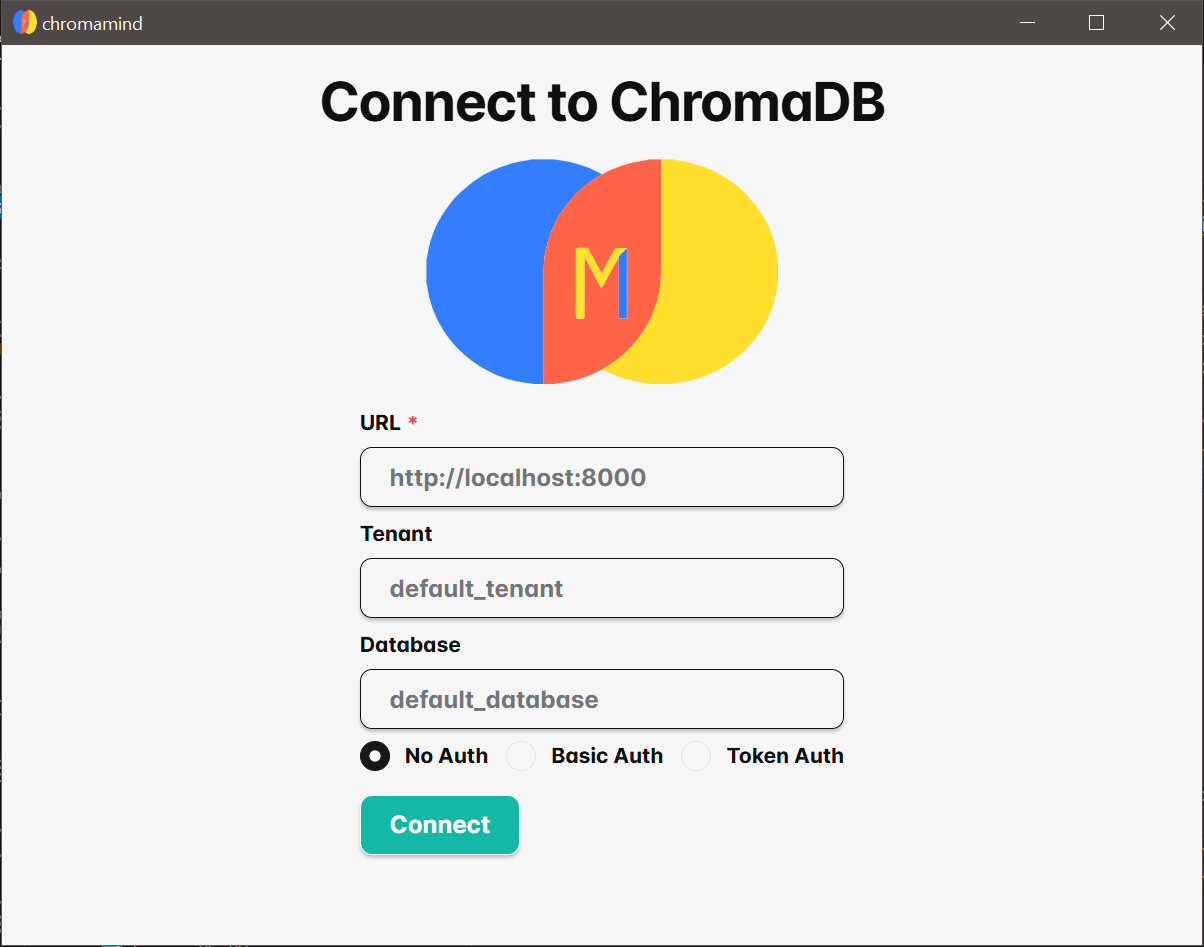 chromamind
Connect to ChromaDB
M
URL *
http://localhost:8000
Tenant
default_tenant
Database
default_database
No Auth Basic Auth Token Auth
Connect